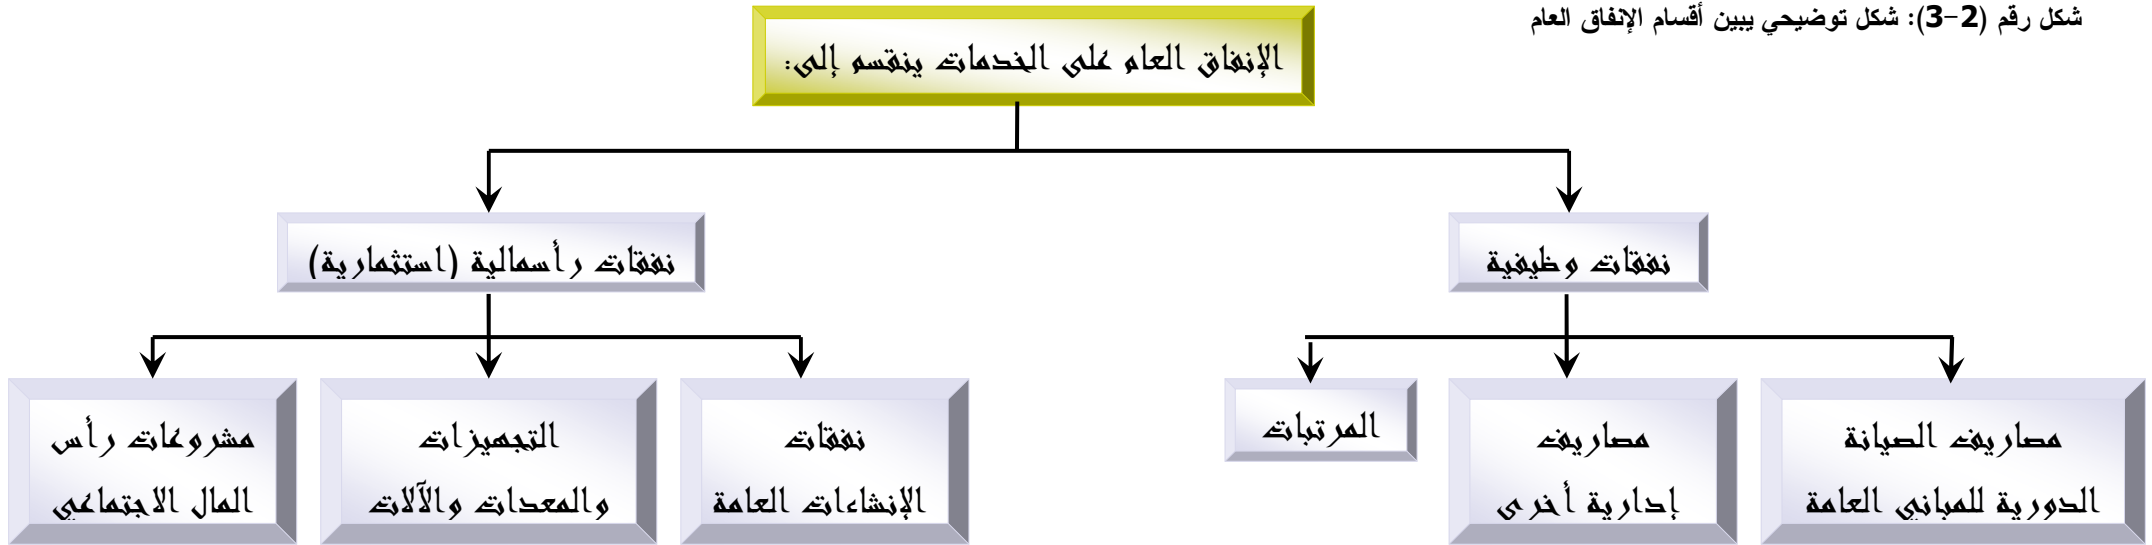 شكل رقم (2-3): شكل توضيحي يبين أقسام الإنفاق العام
الإنفاق العام على الخدمات ينقسم إلى:
نفقات وظيفية
نفقات رأسمالية (استثمارية)
مصاريف الصيانة
الدورية للمباني العامة
مصاريف
إدارية أخرى
المرتبات
نفقات
الإنشاءات العامة
التجهيزات
والمعدات والآلات
مشروعات رأس
المال الاجتماعي